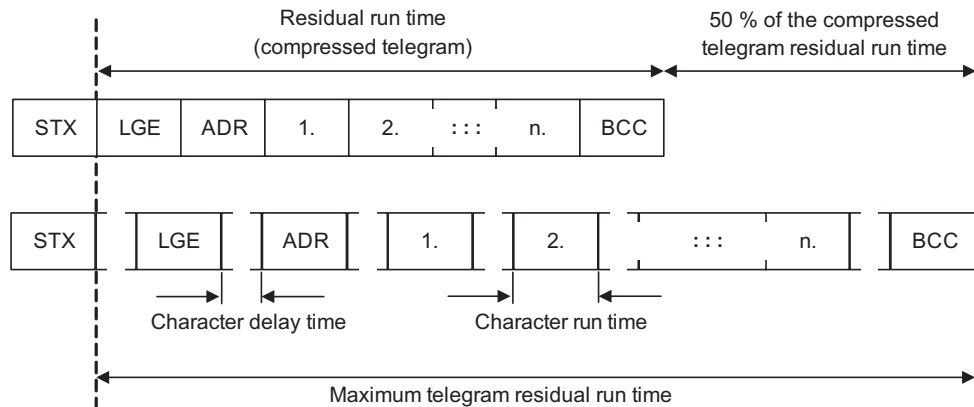 Residual run time
(compressed telegram)
50 % of the compressed
telegram residual run time
STX LGE ADR 1. 2. : : : n. BCC
STX LGE ADR 1. 2. : : : n. BCC
Character delay time Character run time
Maximum telegram residual run time